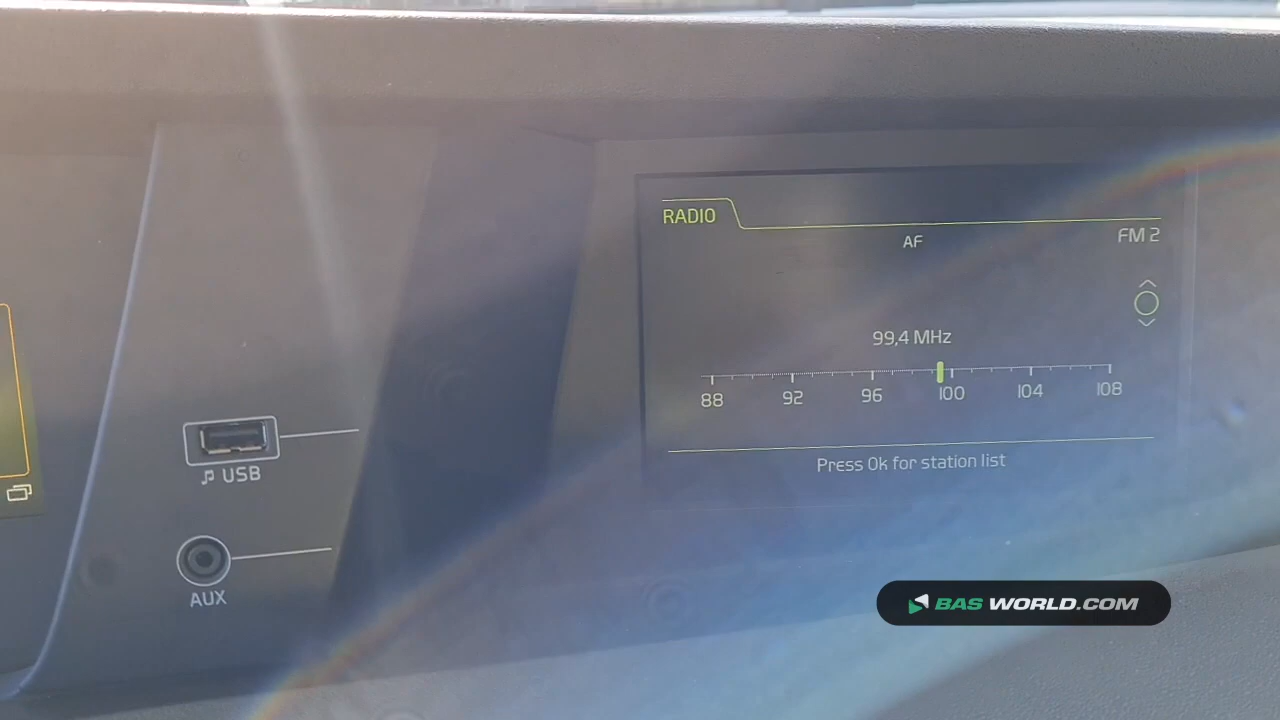 RADIO
AF
FM 2
99,4 MHz
88 92 96 100 104 108
Press Ok for station list
USB
AUX
BAS WORLD.COM